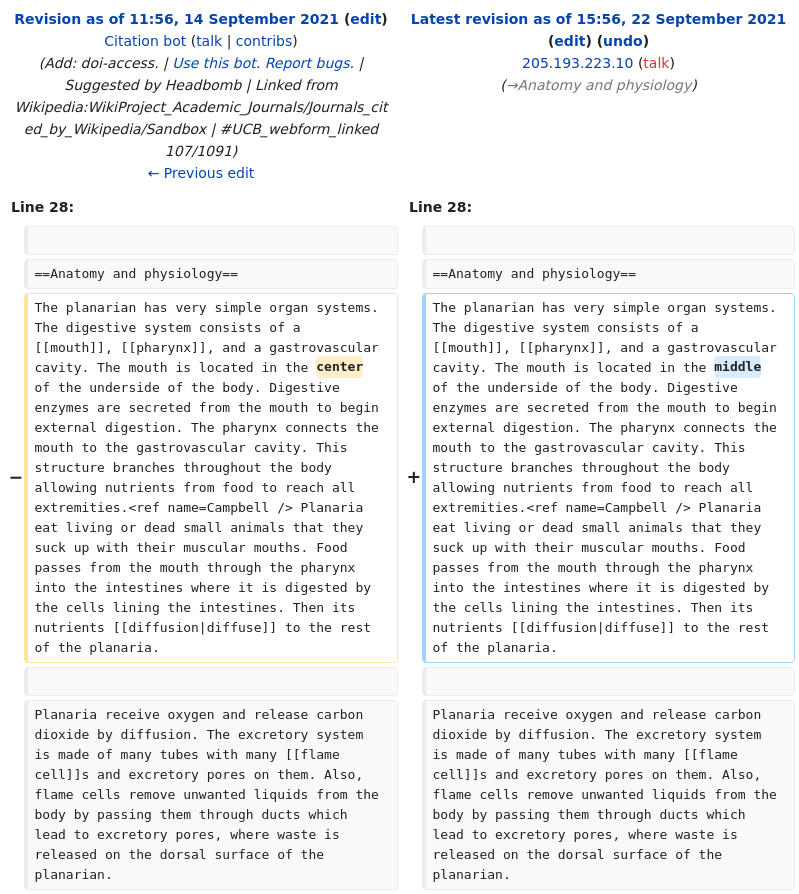 Revision as of 11:56, 14 September 2021 (edit)
Citation bot (talk | contribs)
(Add: doi-access. | Use this bot. Report bugs. |
Suggested by Headbomb | Linked from
Wikipedia:WikiProject_Academic_Journals/Journals_cit
ed_by_Wikipedia/Sandbox | #UCB_webform_linked
107/1091)
← Previous edit
Latest revision as of 15:56, 22 September 2021
(edit) (undo)
205.193.223.10 (talk)
(→Anatomy and physiology)
Line 28:
Line 28:
==Anatomy and physiology==
==Anatomy and physiology==
−
The planarian has very simple organ systems.
The digestive system consists of a
[[mouth]], [[pharynx]], and a gastrovascular
cavity. The mouth is located in the center
of the underside of the body. Digestive
enzymes are secreted from the mouth to begin
external digestion. The pharynx connects the
mouth to the gastrovascular cavity. This
structure branches throughout the body
allowing nutrients from food to reach all
extremities.<ref name=Campbell /> Planaria
eat living or dead small animals that they
suck up with their muscular mouths. Food
passes from the mouth through the pharynx
into the intestines where it is digested by
the cells lining the intestines. Then its
nutrients [[diffusion|diffuse]] to the rest
of the planaria.
+
The planarian has very simple organ systems.
The digestive system consists of a
[[mouth]], [[pharynx]], and a gastrovascular
cavity. The mouth is located in the middle
of the underside of the body. Digestive
enzymes are secreted from the mouth to begin
external digestion. The pharynx connects the
mouth to the gastrovascular cavity. This
structure branches throughout the body
allowing nutrients from food to reach all
extremities.<ref name=Campbell /> Planaria
eat living or dead small animals that they
suck up with their muscular mouths. Food
passes from the mouth through the pharynx
into the intestines where it is digested by
the cells lining the intestines. Then its
nutrients [[diffusion|diffuse]] to the rest
of the planaria.
Planaria receive oxygen and release carbon
dioxide by diffusion. The excretory system
is made of many tubes with many [[flame
cell]]s and excretory pores on them. Also,
flame cells remove unwanted liquids from the
body by passing them through ducts which
lead to excretory pores, where waste is
released on the dorsal surface of the
planarian.
Planaria receive oxygen and release carbon
dioxide by diffusion. The excretory system
is made of many tubes with many [[flame
cell]]s and excretory pores on them. Also,
flame cells remove unwanted liquids from the
body by passing them through ducts which
lead to excretory pores, where waste is
released on the dorsal surface of the
planarian.